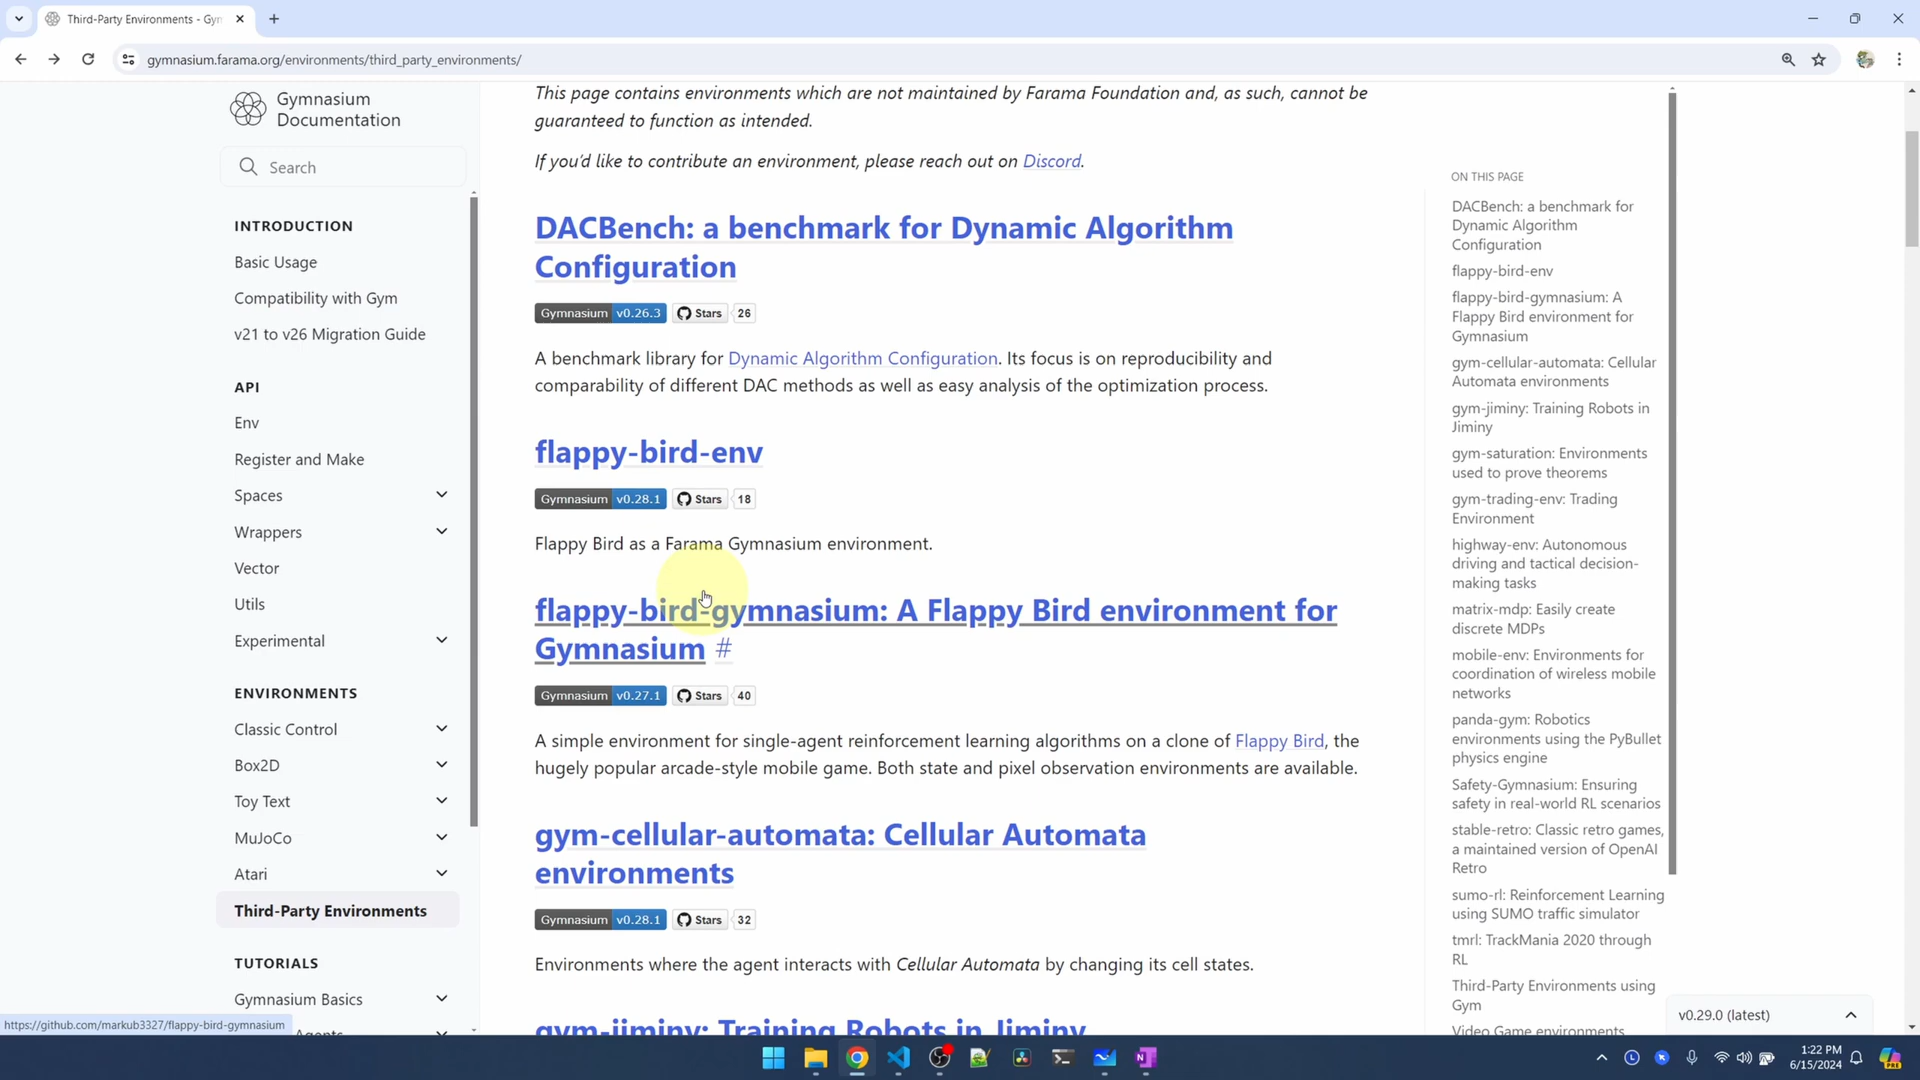 Third-Party Environments - Gyn
gymnasium.farama.org/environments/third_party_environments/
Gymnasium
Documentation
Search
INTRODUCTION
Basic Usage
Compatibility with Gym
v21 to v26 Migration Guide
API
Env
Register and Make
Spaces
Wrappers
Vector
Utils
Experimental
ENVIRONMENTS
Classic Control
Box2D
Toy Text
MuJoCo
Atari
Third-Party Environments
TUTORIALS
Gymnasium Basics
https://github.com/markub3327/flappy-bird-gymnasium
This page contains environments which are not maintained by Farama Foundation and, as such, cannot be
guaranteed to function as intended.
If you'd like to contribute an environment, please reach out on Discord.
DACBench: a benchmark for Dynamic Algorithm
Configuration
Gymnasium v0.26.3 Stars 26
A benchmark library for Dynamic Algorithm Configuration. Its focus is on reproducibility and
comparability of different DAC methods as well as easy analysis of the optimization process.
flappy-bird-env
Gymnasium v0.28.1 Stars 18
Flappy Bird as a Farama Gymnasium environment.
flappy-bird-gymnasium: A Flappy Bird environment for
Gymnasium #
Gymnasium v0.27.1 Stars 40
A simple environment for single-agent reinforcement learning algorithms on a clone of Flappy Bird, the
hugely popular arcade-style mobile game. Both state and pixel observation environments are available.
gym-cellular-automata: Cellular Automata
environments
Gymnasium v0.28.1 Stars 32
Environments where the agent interacts with Cellular Automata by changing its cell states.
gym-jiminy: Training Robots in Jiminy
ON THIS PAGE
DACBench: a benchmark for
Dynamic Algorithm
Configuration
flappy-bird-env
flappy-bird-gymnasium: A
Flappy Bird environment for
Gymnasium
gym-cellular-automata: Cellular
Automata environments
gym-jiminy: Training Robots in
Jiminy
gym-saturation: Environments
used to prove theorems
gym-trading-env: Trading
Environment
highway-env: Autonomous
driving and tactical decision-
making tasks
matrix-mdp: Easily create
discrete MDPs
mobile-env: Environments for
coordination of wireless mobile
networks
panda-gym: Robotics
environments using the PyBullet
physics engine
Safety-Gymnasium: Ensuring
safety in real-world RL scenarios
stable-retro: Classic retro games,
a maintained version of OpenAI
Retro
sumo-rl: Reinforcement Learning
using SUMO traffic simulator
tmrl: TrackMania 2020 through
RL
Third-Party Environments using
Gym
Video Game environments
v0.29.0 (latest)
1:22 PM
6/15/2024